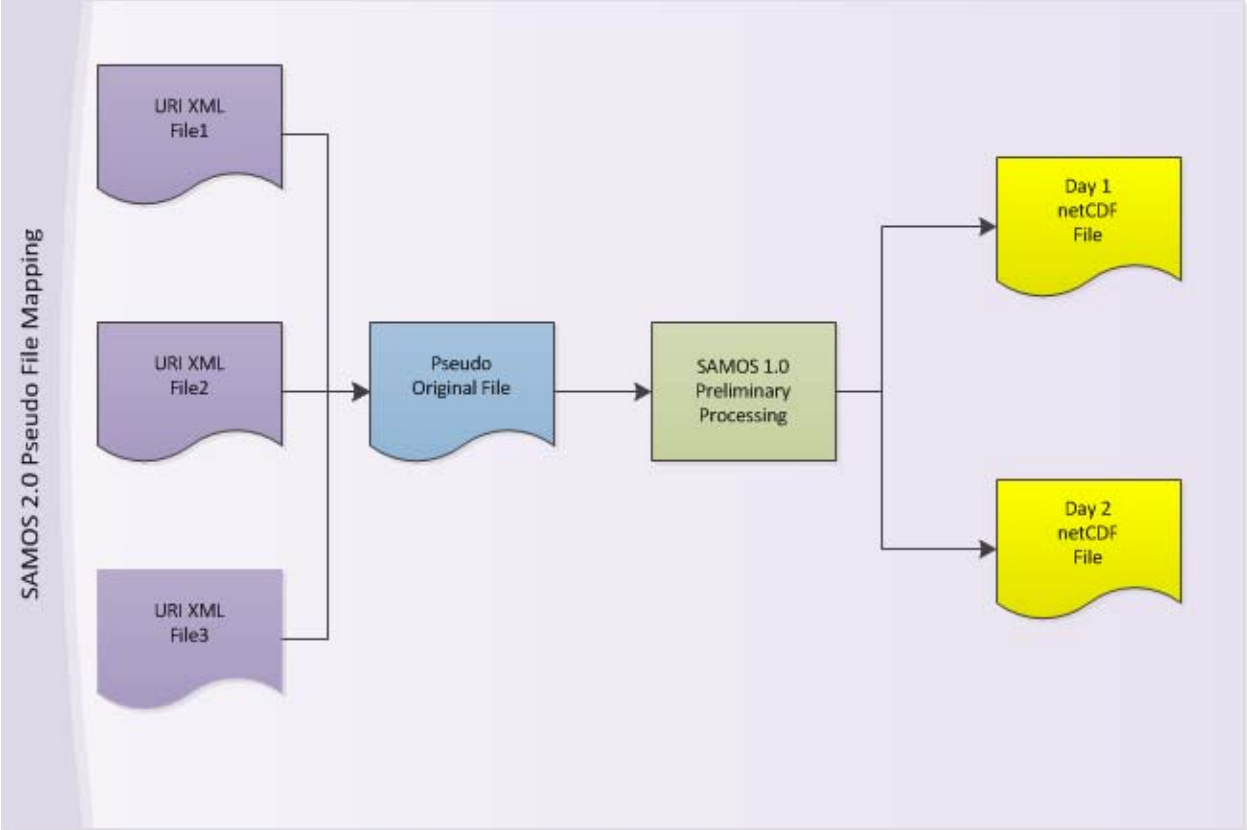 SAMOS 2.0 Pseudo File Mapping
URI XML
File1
URI XML
File2
URI XML
File3
Pseudo
Original File
SAMOS 1.0
Preliminary
Processing
Day 1
netCDF
File
Day 2
netCDF
File